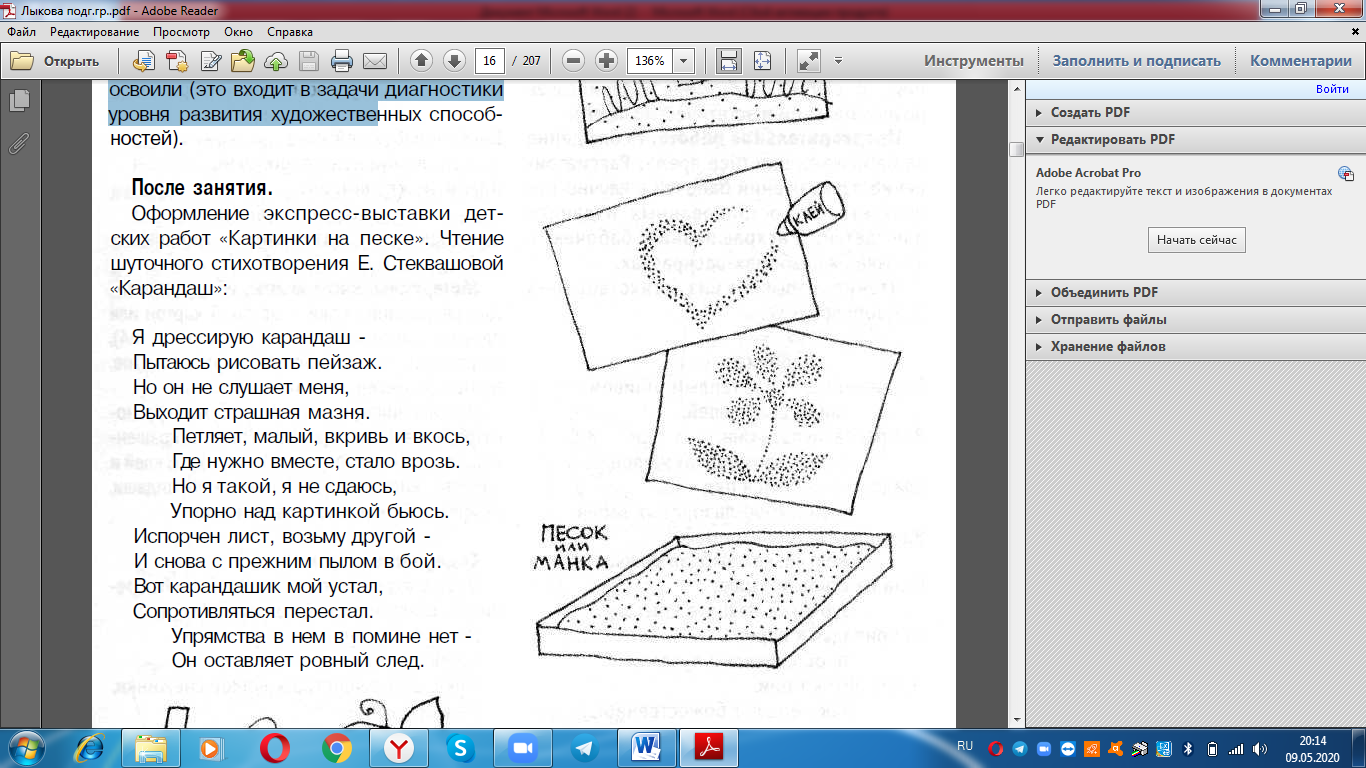 Лыкова подг.гр..pdf - Adobe Reader
Файл Редактирование Просмотр Окно Справка
Открыть 16 / 207 136% Инструменты Заполнить и подписать Комментарии
освоили (это входит в задачи диагностики
уровня развития художественных способ-
ностей).
После занятия.
Оформление экспресс-выставки дет-
ских работ «Картинки на песке». Чтение
шуточного стихотворения Е. Стеквашовой
«Карандаш»:
Я дрессирую карандаш -
Пытаюсь рисовать пейзаж.
Но он не слушает меня,
Выходит страшная мазня.
Петляет, малый, вкривь и вкось,
Где нужно вместе, стало врозь.
Но я такой, я не сдаюсь,
Упорно над картинкой бьюсь.
Испорчен лист, возьму другой -
И снова с прежним пылом в бой.
Вот карандашик мой устал,
Сопротивляться перестал.
Упрямства в нем в помине нет -
Он оставляет ровный след.
КЛЕЙ
ПЕСОК
ИЛИ
МАНКА
Войти
Создать PDF
Редактировать PDF
Adobe Acrobat Pro
Легко редактируйте текст и изображения в документах
PDF
Начать сейчас
Объединить PDF
Отправить файлы
Хранение файлов
RU
20:14
09.05.2020